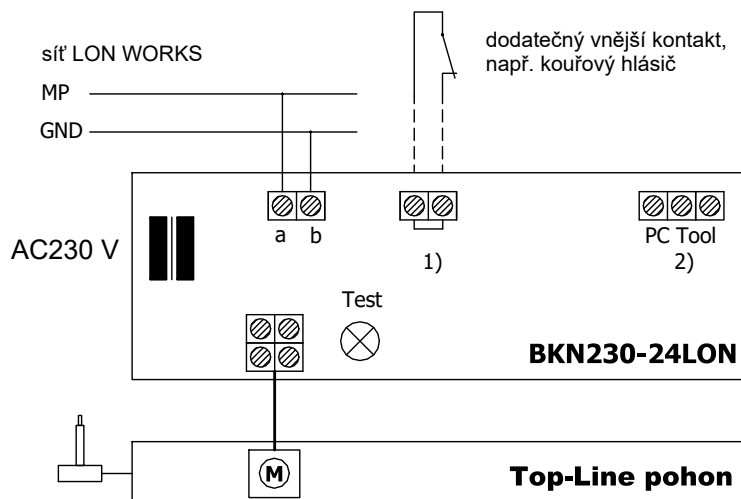 síť LON WORKS
dodatečný vnější kontakt,
např. kouřový hlásič
MP
GND
AC230 V
a b
1)
PC Tool
2)
Test
BKN230-24LON
M
Top-Line pohon